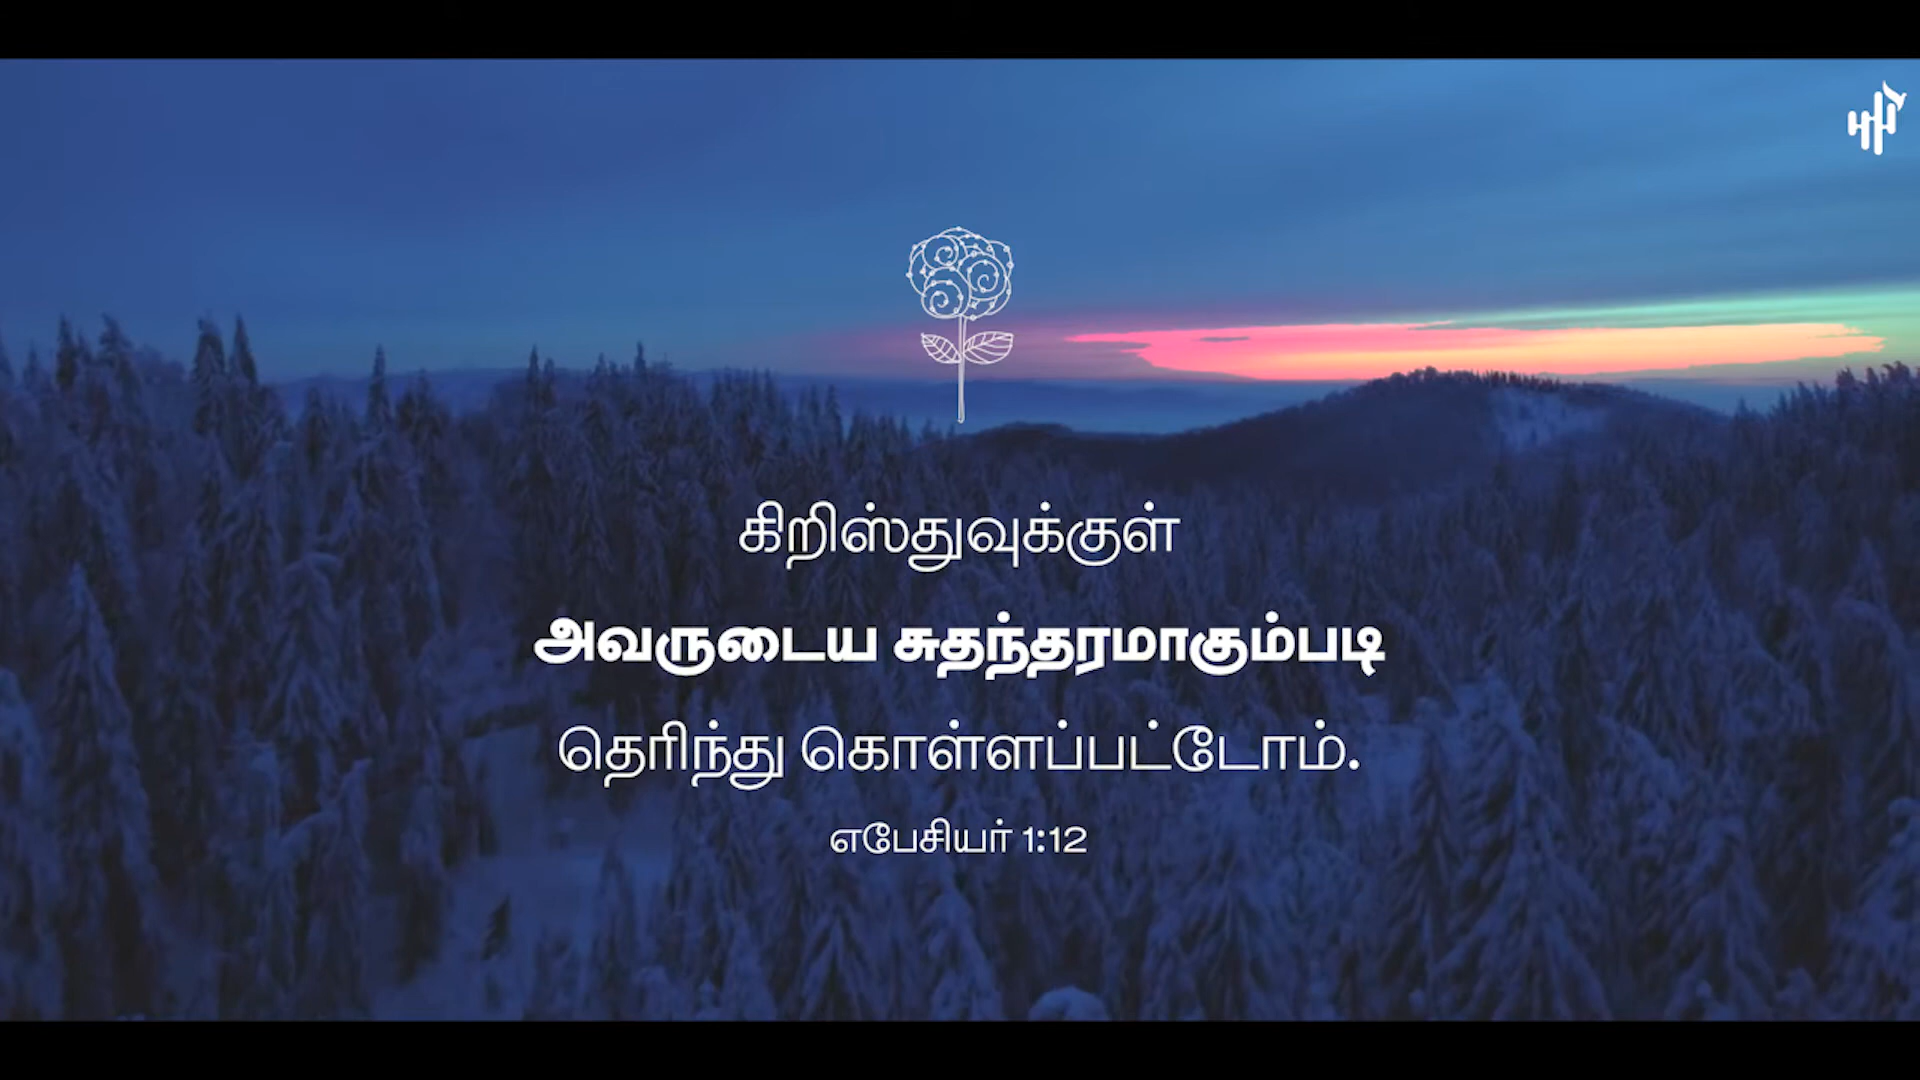 கிறிஸ்துவுக்குள்
அவருடைய சுதந்தரமாகும்படி
தெரிந்து கொள்ளப்பட்டோம்.
எபேசியர் 1:12